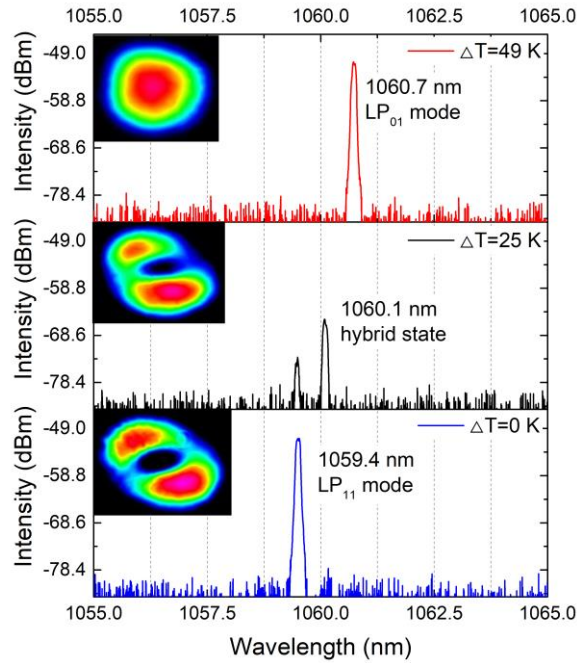 1055.0 1057.5 1060.0 1062.5 1065.0
Intensity (dBm)
-49.0
-58.8
-68.6
-78.4
△T=49 K
1060.7 nm
LP₀₁ mode
Intensity (dBm)
-49.0
-58.8
-68.6
-78.4
△T=25 K
1060.1 nm
hybrid state
Intensity (dBm)
-49.0
-58.8
-68.6
-78.4
△T=0 K
1059.4 nm
LP₁₁ mode
1055.0 1057.5 1060.0 1062.5 1065.0
Wavelength (nm)